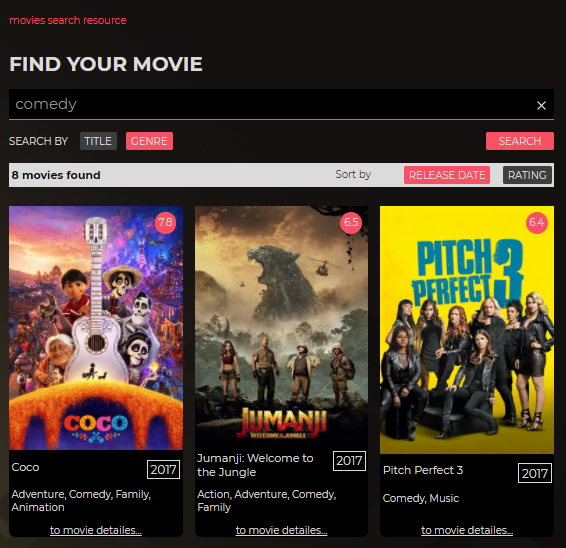 movies search resource
FIND YOUR MOVIE
comedy ×
SEARCH BY TITLE GENRE SEARCH
8 movies found Sort by RELEASE DATE RATING
7.8
COCO
Coco 2017
Adventure, Comedy, Family,
Animation
to movie detailes...
6.5
JUMANJI
WELCOME TO THE JUNGLE
Jumanji: Welcome to
the Jungle 2017
Action, Adventure, Comedy,
Family
to movie detailes...
6.4
PITCH
PERFECT 3
Pitch Perfect 3 2017
Comedy, Music
to movie detailes...